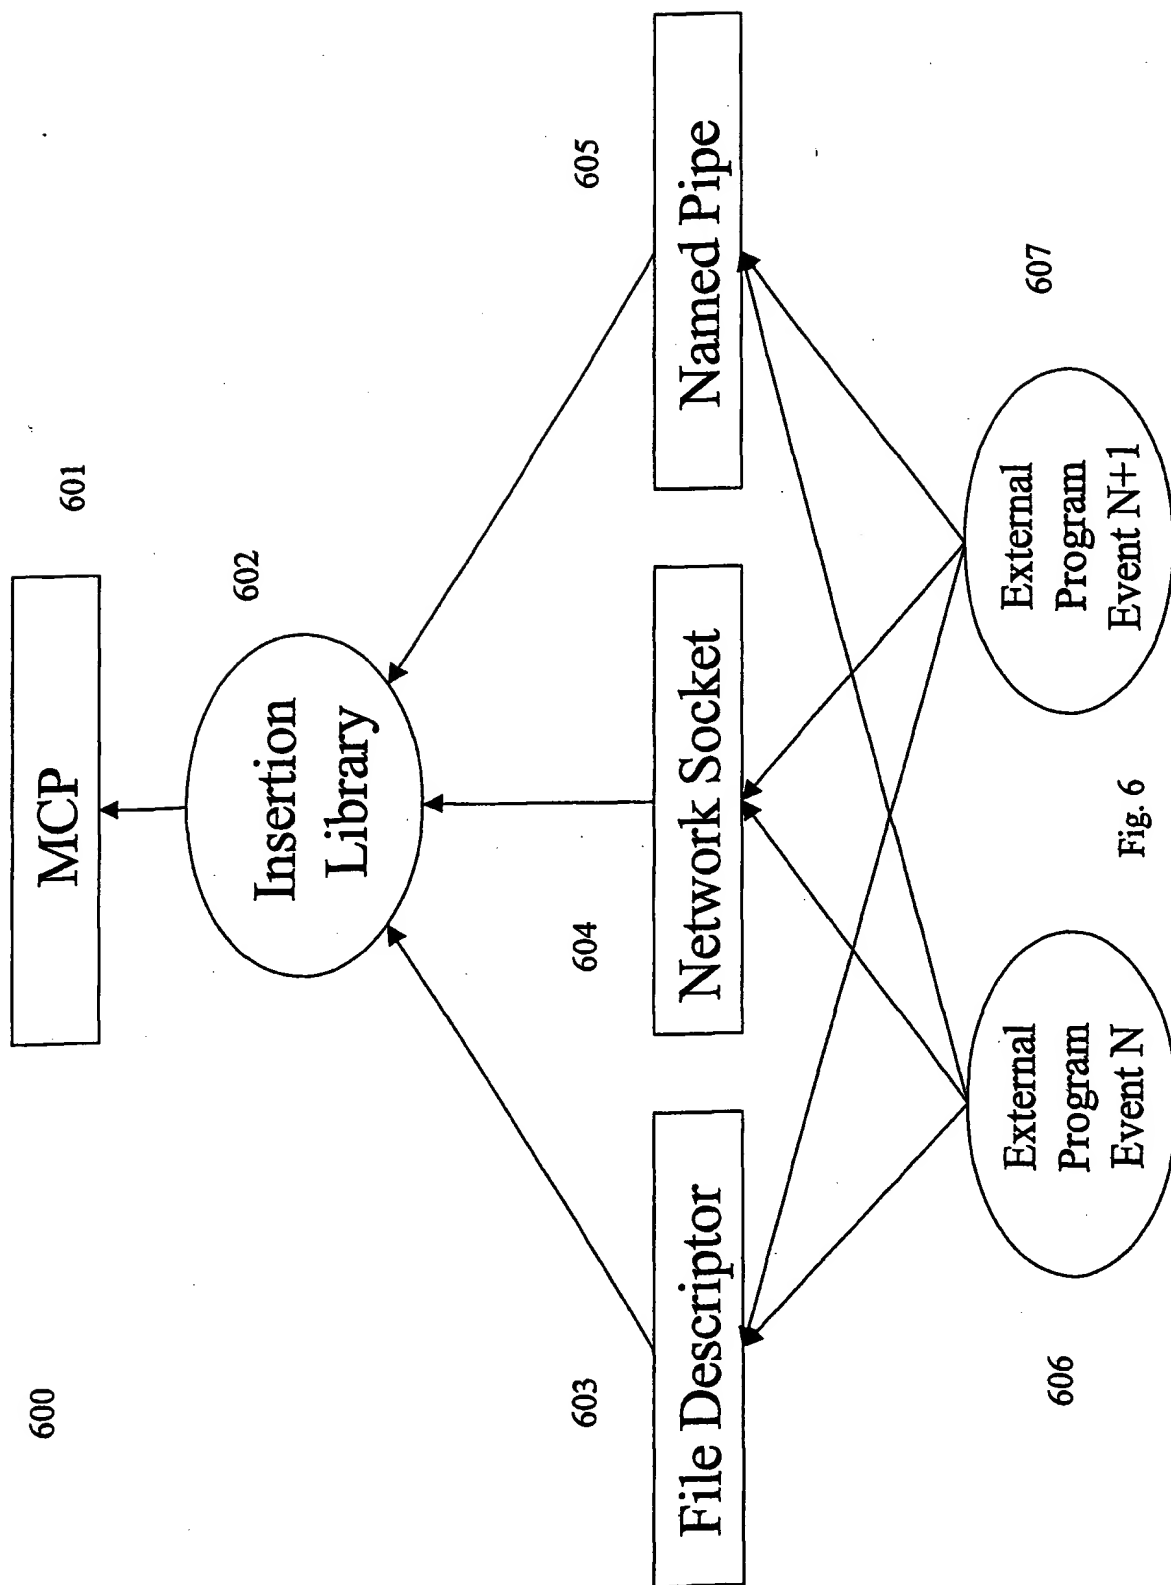 600
601
MCP
602
Insertion
Library
603
604
605
File Descriptor
Network Socket
Named Pipe
606
External
Program
Event N
External
Program
Event N+1
607
Fig. 6